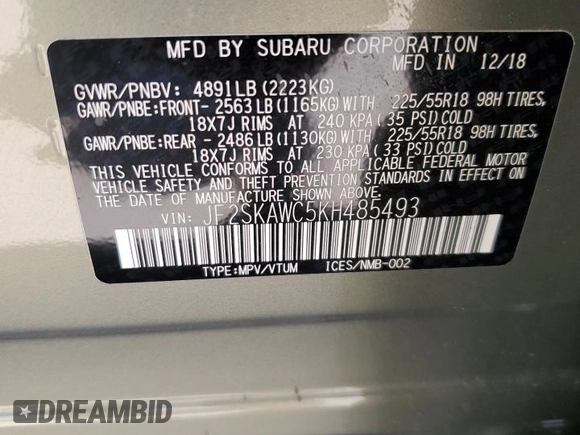 MFD BY SUBARU CORPORATION
MFD IN 12/18
GVWR/PNBV: 4891LB (2223KG)
GAWR/PNBE:FRONT- 2563 LB (1165KG) WITH 225/55R18 98H TIRES,
18X7J RIMS AT 240 KPA (35 PSI) COLD
GAWR/PNBE:REAR - 2486 LB (1130KG) WITH 225/55R18 98H TIRES,
18X7J RIMS AT 230 KPA (33 PSI) COLD
THIS VEHICLE CONFORMS TO ALL APPLICABLE FEDERAL MOTOR
VEHICLE SAFETY AND THEFT PREVENTION STANDARDS IN EFFECT ON
THE DATE OF MANUFACTURE SHOWN ABOVE.
VIN: JF2SKAWC5KH485493
TYPE:MPV/VTUM ICES/NMB-002
DREAMBID